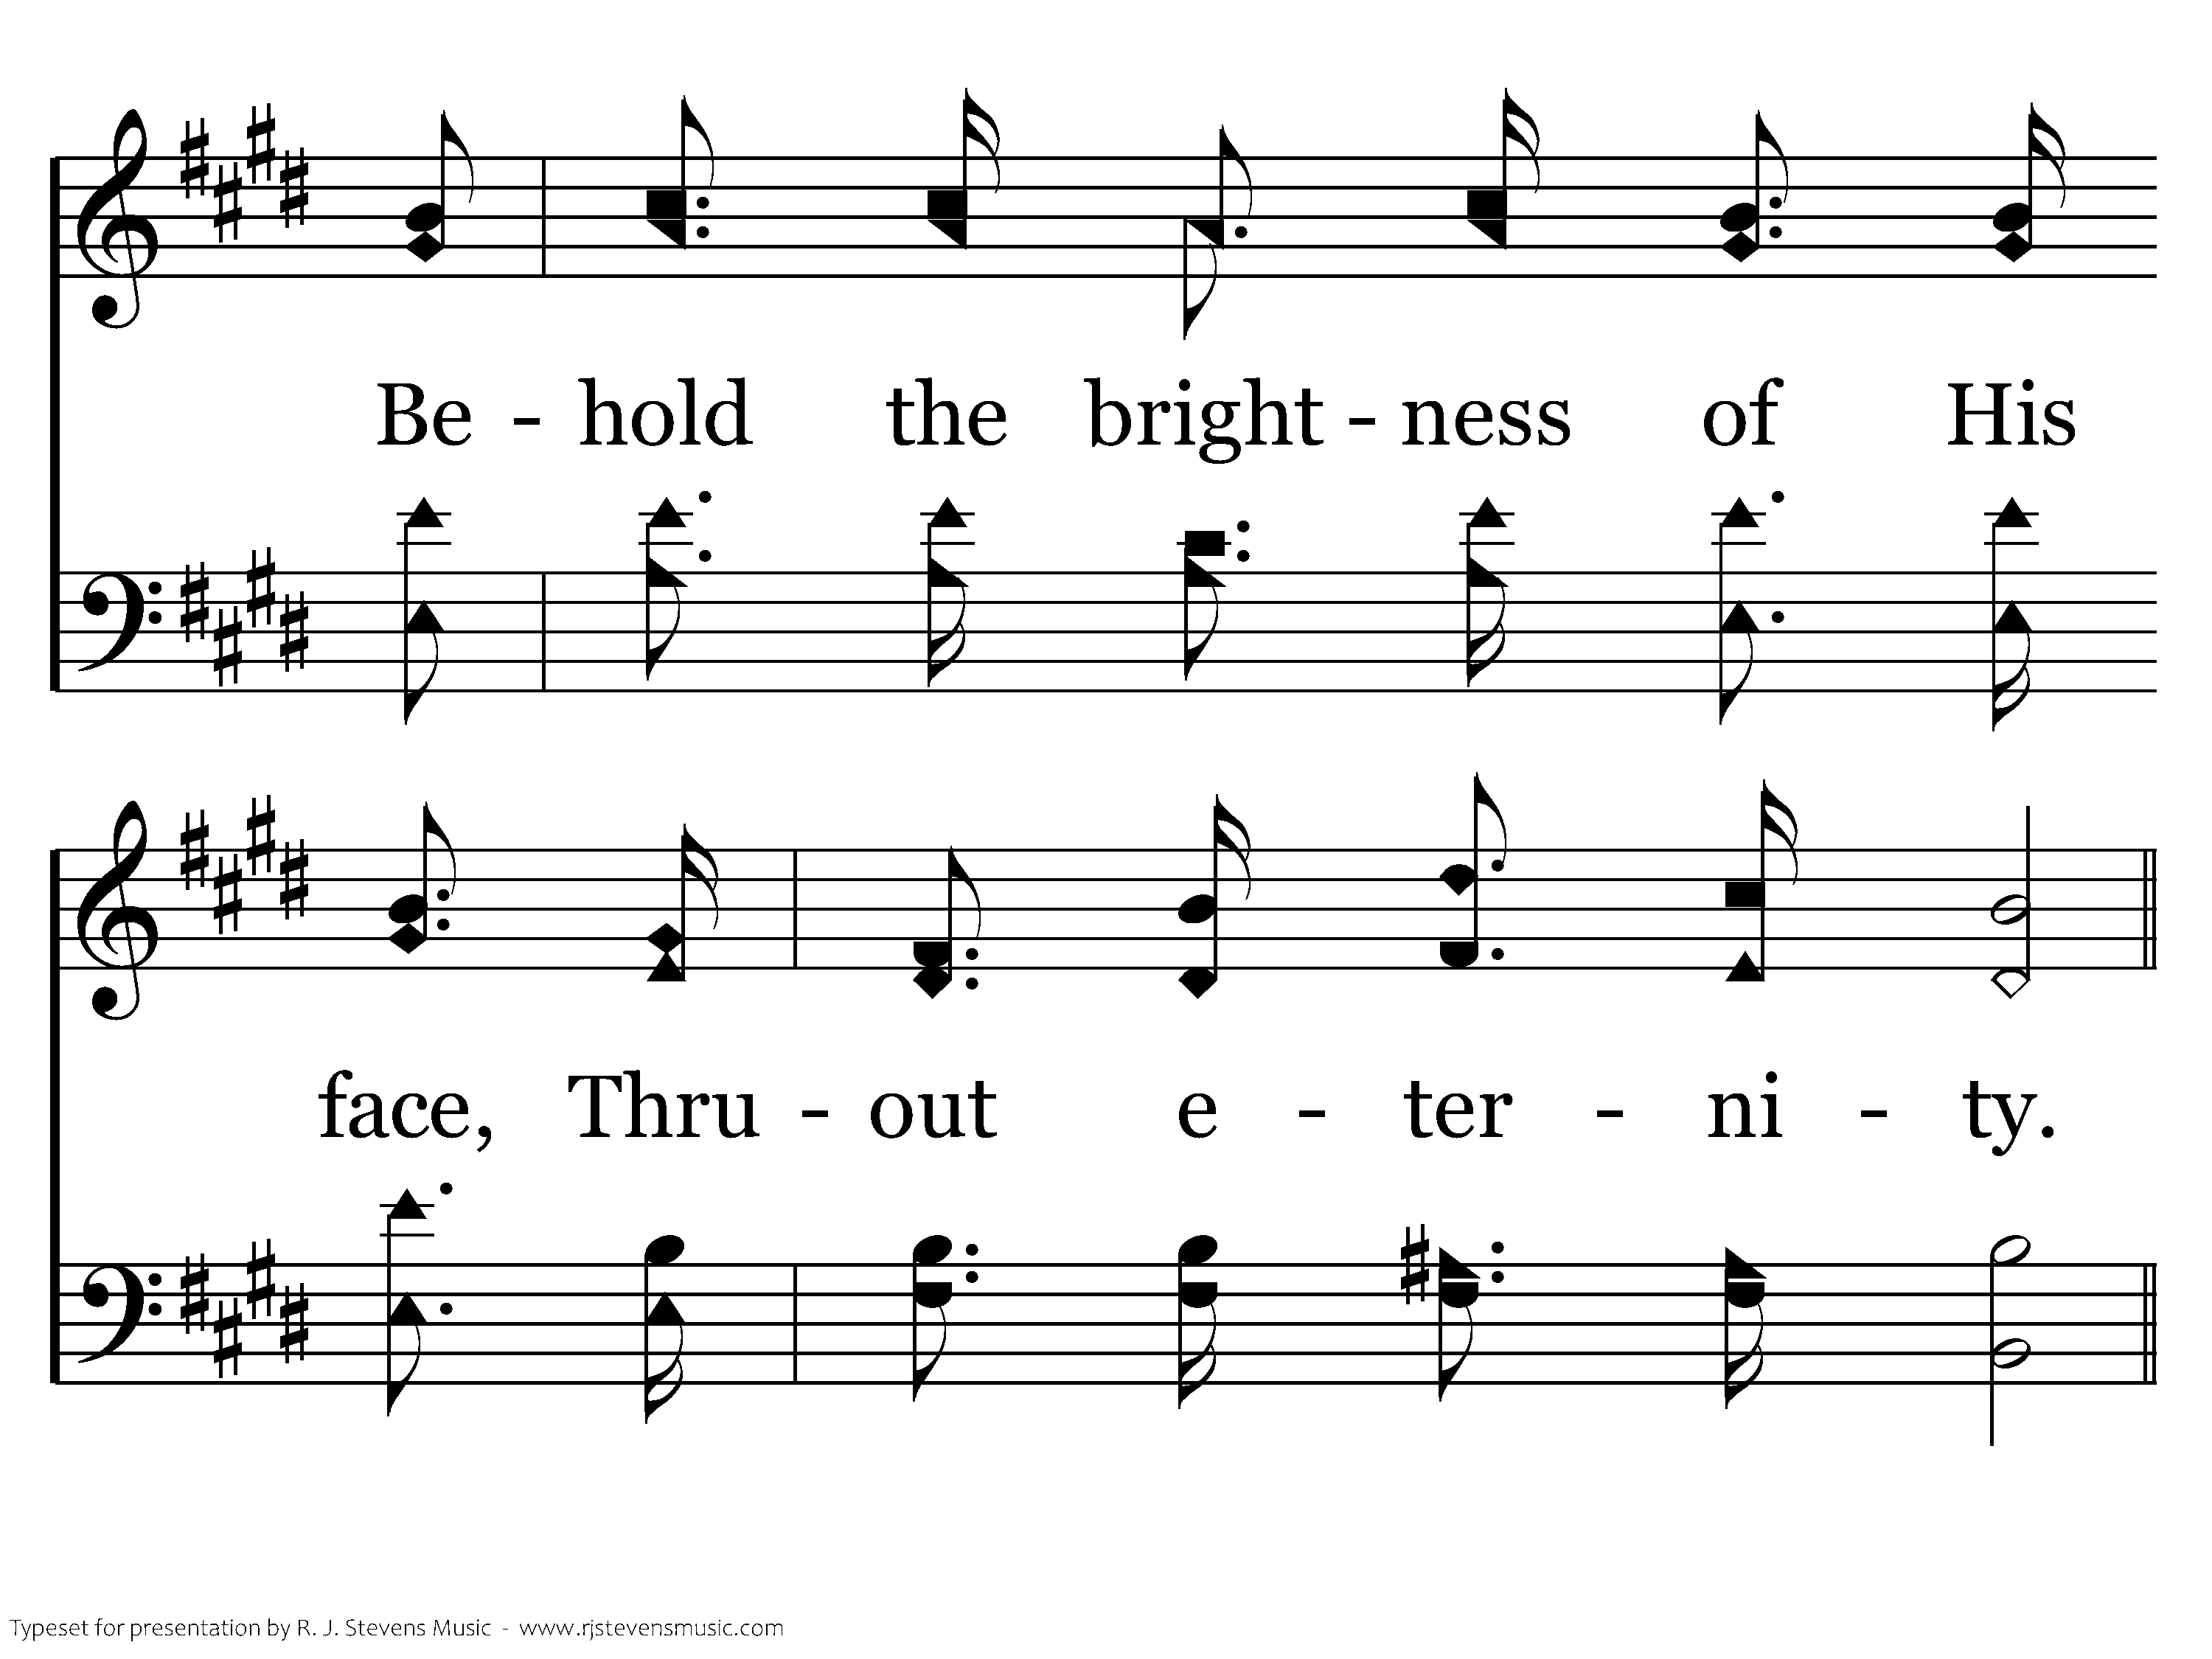 Be - hold the bright - ness of His
face, Thru - out e - ter - ni - ty.
Typeset for presentation by R. J. Stevens Music - www.rjstevensmusic.com